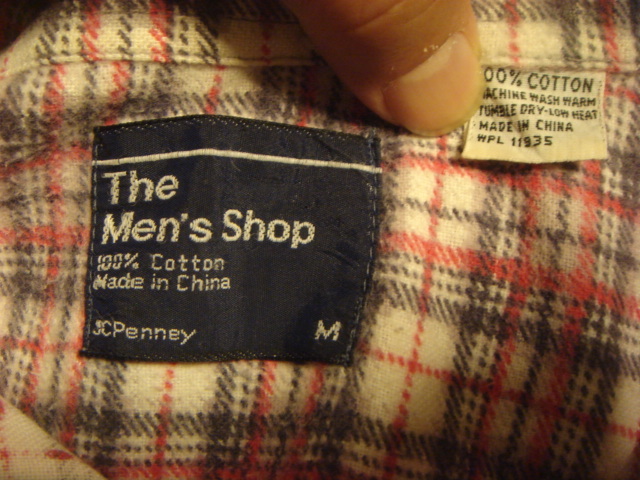 The
Men's Shop
100% Cotton
Made in China
JCPenney M
00% COTTON
MACHINE WASH WARM
TUMBLE DRY-LOW HEAT
MADE IN CHINA
WPL 11935